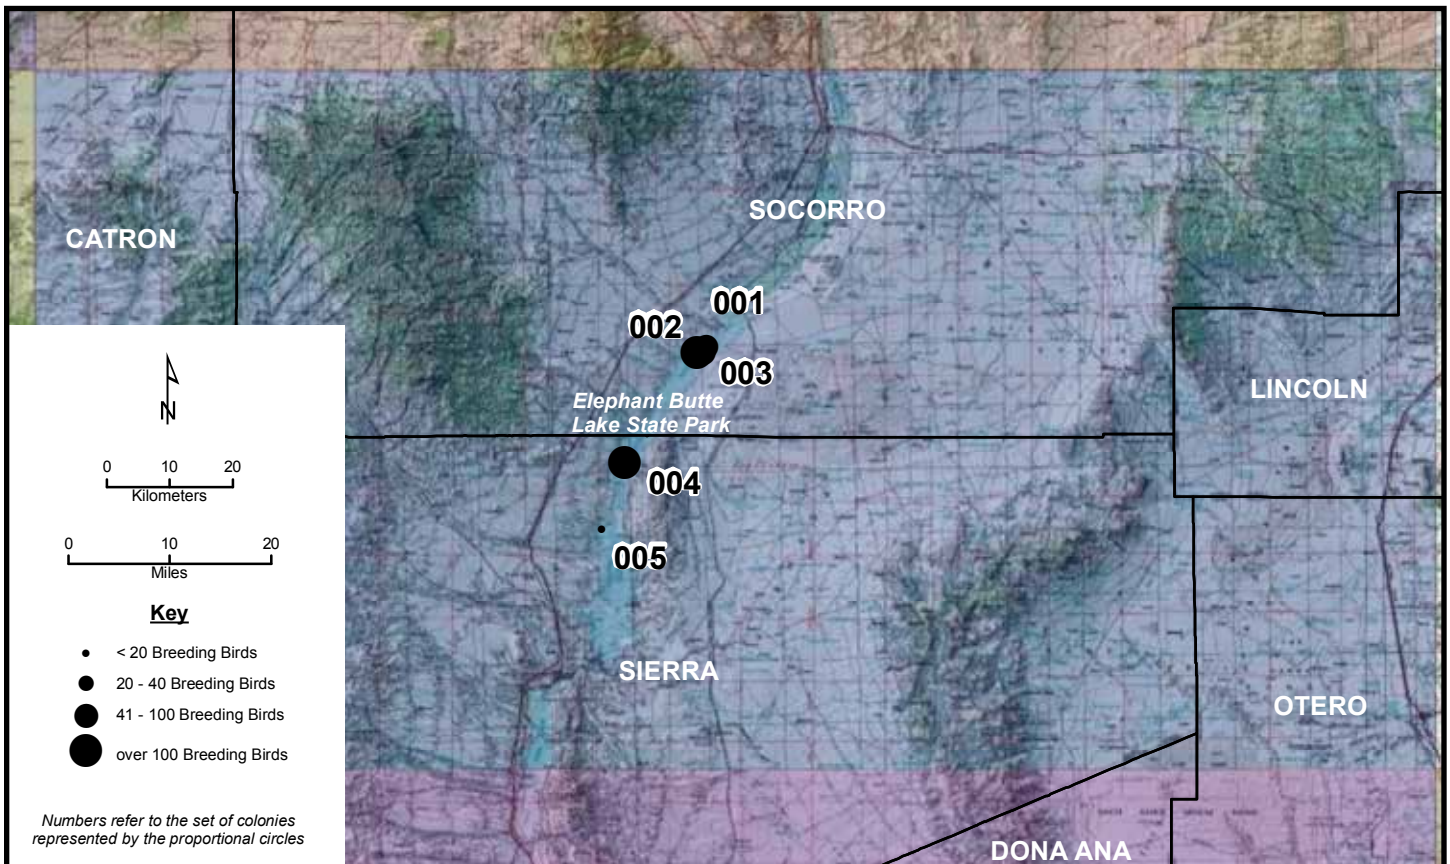 SOCORRO
CATRON
001
002
003
LINCOLN
Elephant Butte
Lake State Park
004
005
SIERRA
OTERO
DONA ANA
N
0 10 20
Kilometers
0 10 20
Miles
Key
< 20 Breeding Birds
20 - 40 Breeding Birds
41 - 100 Breeding Birds
over 100 Breeding Birds
Numbers refer to the set of colonies
represented by the proportional circles